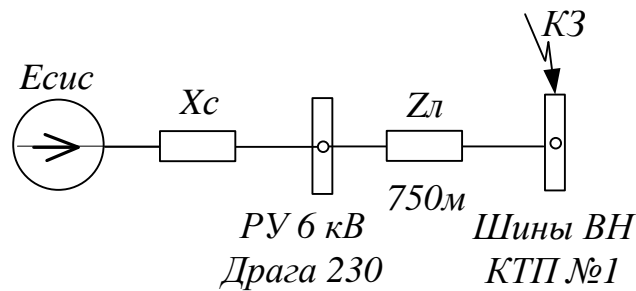 КЗ
Eсис
Xc
Zл
750м
РУ 6 кВ
Драга 230
Шины ВН
КТП №1